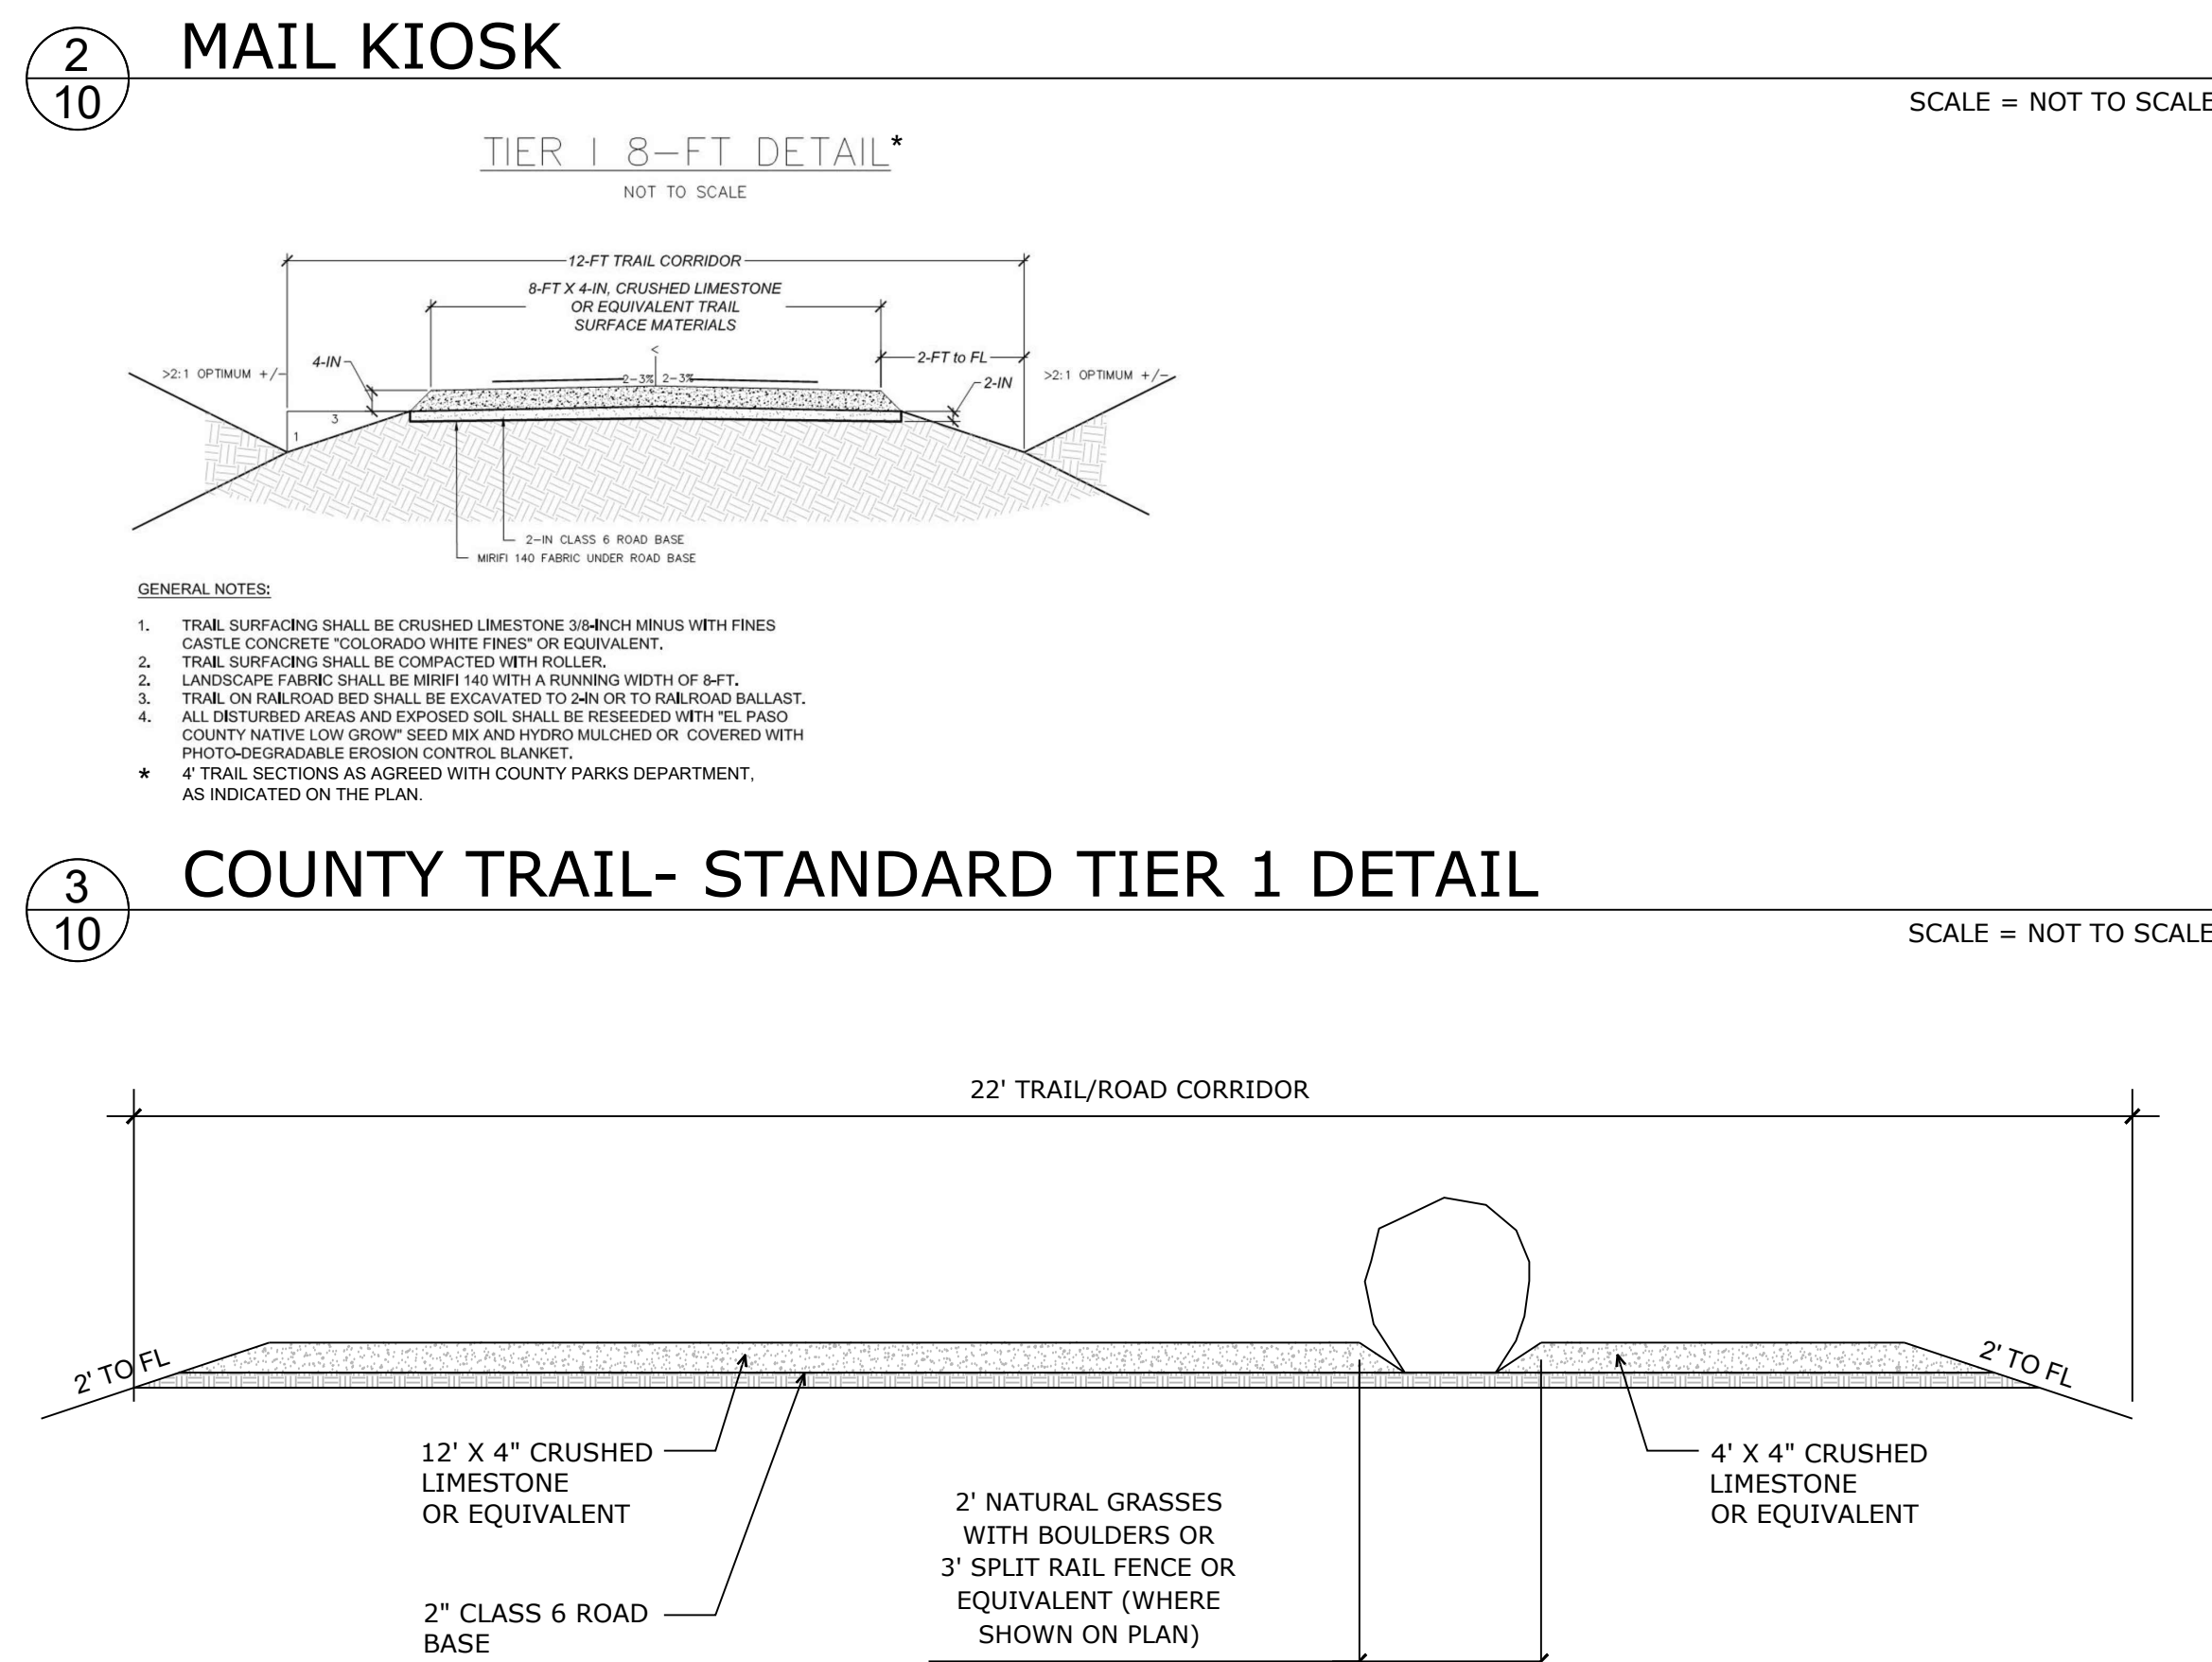 2
10
MAIL KIOSK
SCALE = NOT TO SCALE
TIER 1 8-FT DETAIL*
NOT TO SCALE
12-FT TRAIL CORRIDOR
8-FT X 4-IN, CRUSHED LIMESTONE
OR EQUIVALENT TRAIL
SURFACE MATERIALS
4-IN
2-FT to FL
>2:1 OPTIMUM +/-
2-3% 2-3%
2-IN
>2:1 OPTIMUM +/-
3
1
2-IN CLASS 6 ROAD BASE
MIRIFI 140 FABRIC UNDER ROAD BASE
GENERAL NOTES:
1. TRAIL SURFACING SHALL BE CRUSHED LIMESTONE 3/8-INCH MINUS WITH FINES
CASTLE CONCRETE "COLORADO WHITE FINES" OR EQUIVALENT.
2. TRAIL SURFACING SHALL BE COMPACTED WITH ROLLER.
2. LANDSCAPE FABRIC SHALL BE MIRIFI 140 WITH A RUNNING WIDTH OF 8-FT.
3. TRAIL ON RAILROAD BED SHALL BE EXCAVATED TO 2-IN OR TO RAILROAD BALLAST.
4. ALL DISTURBED AREAS AND EXPOSED SOIL SHALL BE RESEEDED WITH "EL PASO
COUNTY NATIVE LOW GROW" SEED MIX AND HYDRO MULCHED OR COVERED WITH
PHOTO-DEGRADABLE EROSION CONTROL BLANKET.
* 4' TRAIL SECTIONS AS AGREED WITH COUNTY PARKS DEPARTMENT,
AS INDICATED ON THE PLAN.
3
10
COUNTY TRAIL- STANDARD TIER 1 DETAIL
SCALE = NOT TO SCALE
22' TRAIL/ROAD CORRIDOR
2' TO FL
2' TO FL
12' X 4" CRUSHED
LIMESTONE
OR EQUIVALENT
4' X 4" CRUSHED
LIMESTONE
OR EQUIVALENT
2' NATURAL GRASSES
WITH BOULDERS OR
3' SPLIT RAIL FENCE OR
EQUIVALENT (WHERE
SHOWN ON PLAN)
2" CLASS 6 ROAD
BASE